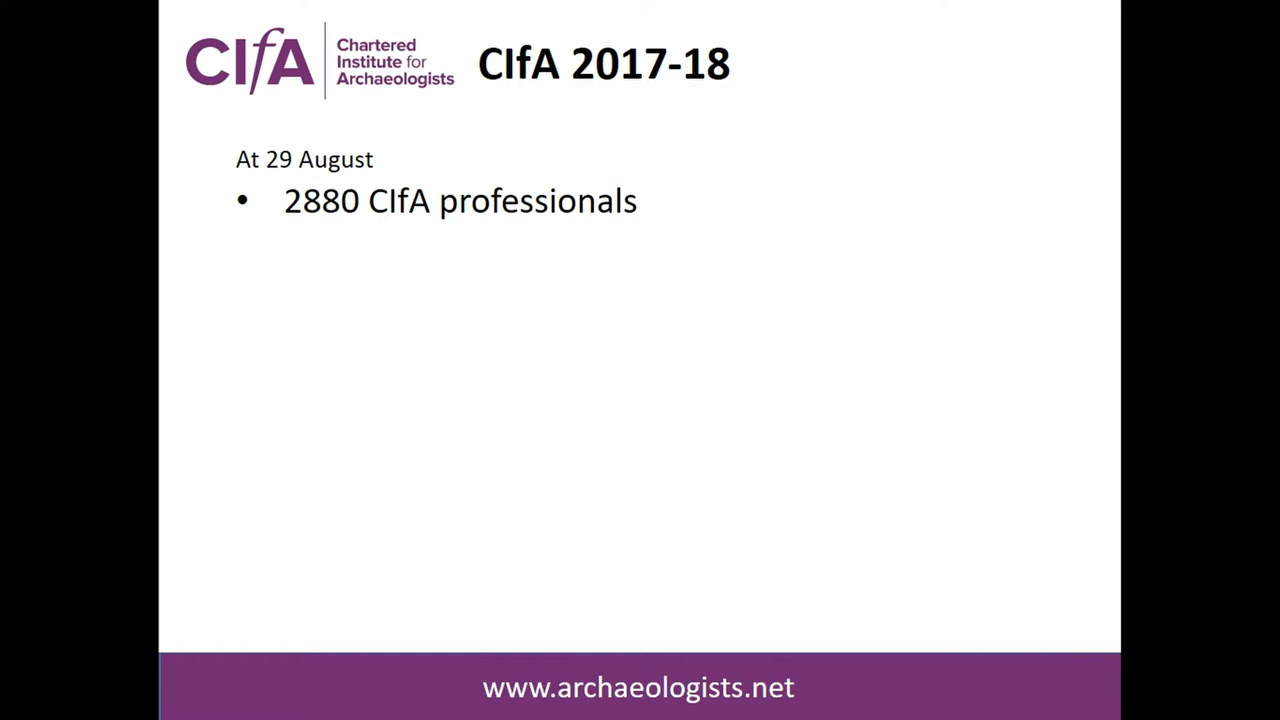 CIfA
Chartered
Institute for
Archaeologists
CIfA 2017-18
At 29 August
• 2880 CIfA professionals
www.archaeologists.net